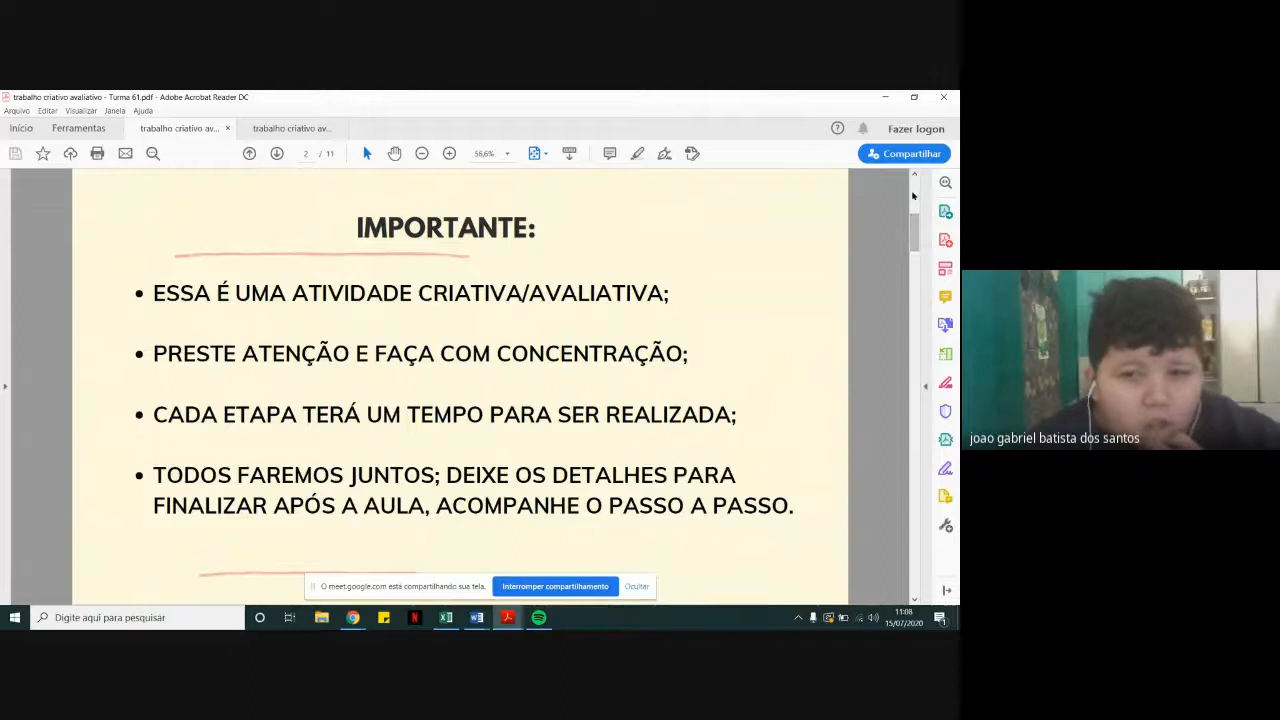 trabalho criativo avaliativo - Turma 61.pdf - Adobe Acrobat Reader DC
Arquivo Editar Visualizar Janela Ajuda
Início Ferramentas trabalho criativo av... × trabalho criativo av... Fazer logon
2 / 11 56,6% Compartilhar
IMPORTANTE:
• ESSA É UMA ATIVIDADE CRIATIVA/AVALIATIVA;
• PRESTE ATENÇÃO E FAÇA COM CONCENTRAÇÃO;
• CADA ETAPA TERÁ UM TEMPO PARA SER REALIZADA;
• TODOS FAREMOS JUNTOS; DEIXE OS DETALHES PARA
FINALIZAR APÓS A AULA, ACOMPANHE O PASSO A PASSO.
joao gabriel batista dos santos
O meet.google.com está compartilhando sua tela. Interromper compartilhamento Ocultar
Digite aqui para pesquisar
11:08
15/07/2020